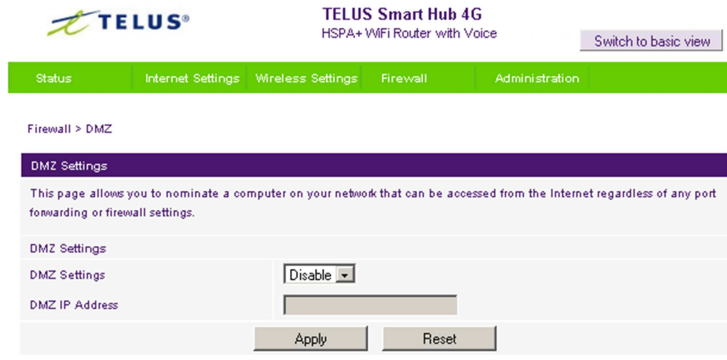 TELUS®
TELUS Smart Hub 4G
HSPA+ WiFi Router with Voice
Switch to basic view
Status Internet Settings Wireless Settings Firewall Administration
Firewall > DMZ
DMZ Settings
This page allows you to nominate a computer on your network that can be accessed from the Internet regardless of any port
forwarding or firewall settings.
DMZ Settings
DMZ Settings Disable
DMZ IP Address
Apply Reset